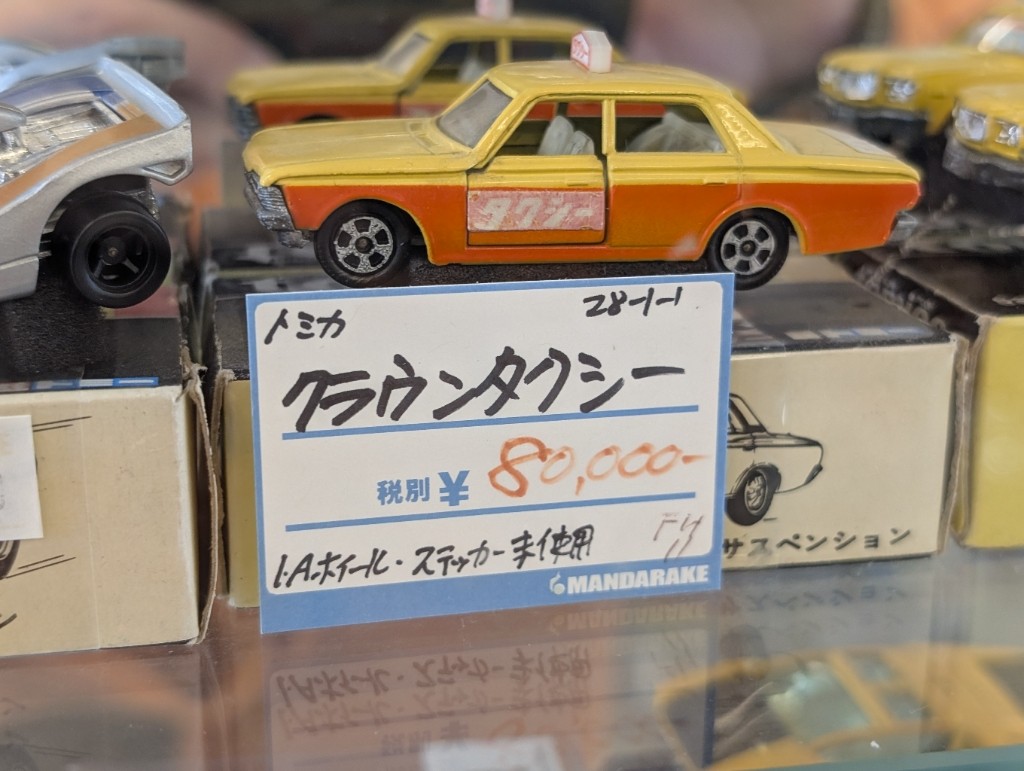 タクシー
トミカ
28-1-1
クラウンタクシー
税別 ¥ 80,000-
1.Aホイール・ステッカー未使用
MANDARAKE
サスペンション